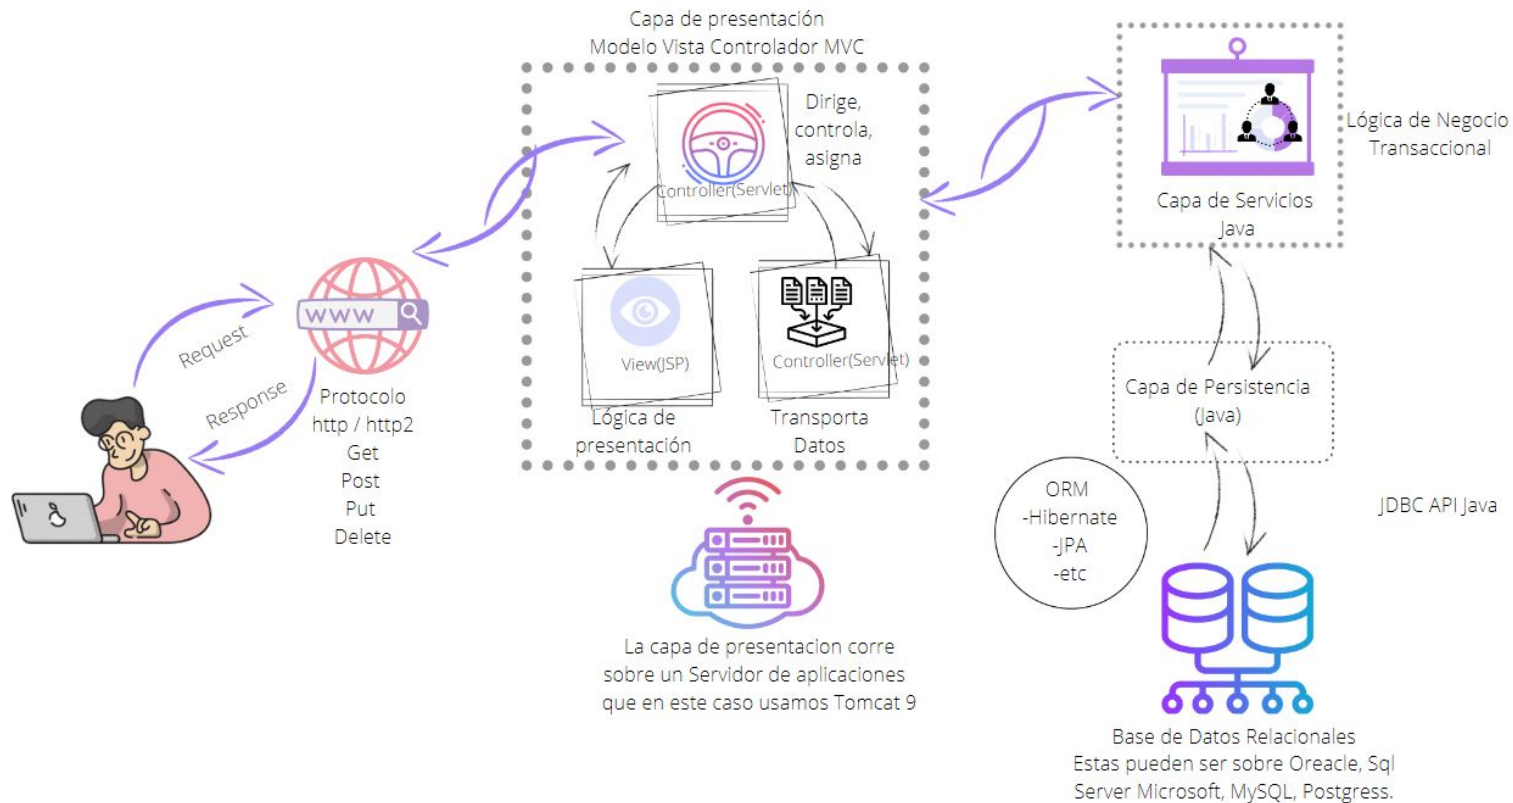 Capa de presentación
Modelo Vista Controlador MVC
Dirige,
controla,
asigna
Controller(Servlet)
View(JSP)
Controller(Servlet)
Lógica de
presentación
Transporta
Datos
Request
Response
WWW
Protocolo
http / http2
Get
Post
Put
Delete
La capa de presentacion corre
sobre un Servidor de aplicaciones
que en este caso usamos Tomcat 9
Lógica de Negocio
Transaccional
Capa de Servicios
Java
Capa de Persistencia
(Java)
ORM
-Hibernate
-JPA
-etc
JDBC API Java
Base de Datos Relacionales
Estas pueden ser sobre Oreacle, Sql
Server Microsoft, MySQL, Postgress.